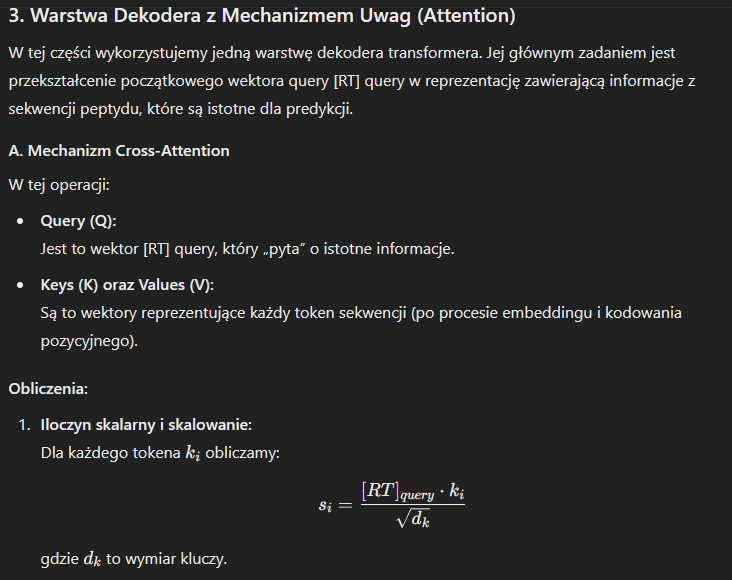 3. Warstwa Dekodera z Mechanizmem Uwag (Attention)
W tej części wykorzystujemy jedną warstwę dekodera transformera. Jej głównym zadaniem jest
przekształcenie początkowego wektora query [RT] query w reprezentację zawierającą informacje z
sekwencji peptydu, które są istotne dla predykcji.
A. Mechanizm Cross-Attention
W tej operacji:
• Query (Q):
Jest to wektor [RT] query, który „pyta” o istotne informacje.
• Keys (K) oraz Values (V):
Są to wektory reprezentujące każdy token sekwencji (po procesie embeddingu i kodowania
pozycyjnego).
Obliczenia:
1. Iloczyn skalarny i skalowanie:
Dla każdego tokena $k_i$ obliczamy:
$s_i = \frac{[RT]_{query} \cdot k_i}{\sqrt{d_k}}$
gdzie $d_k$ to wymiar kluczy.